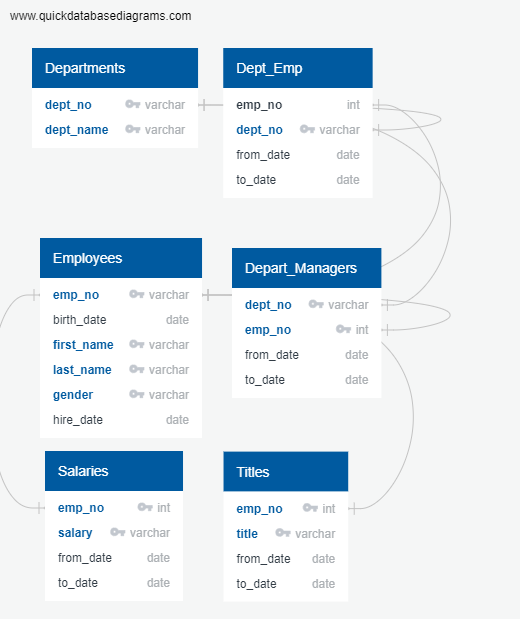 www.quickdatabasediagrams.com
Departments
dept_no varchar
dept_name varchar
Dept_Emp
emp_no int
dept_no varchar
from_date date
to_date date
Employees
emp_no varchar
birth_date date
first_name varchar
last_name varchar
gender varchar
hire_date date
Depart_Managers
dept_no varchar
emp_no int
from_date date
to_date date
Salaries
emp_no int
salary varchar
from_date date
to_date date
Titles
emp_no int
title varchar
from_date date
to_date date